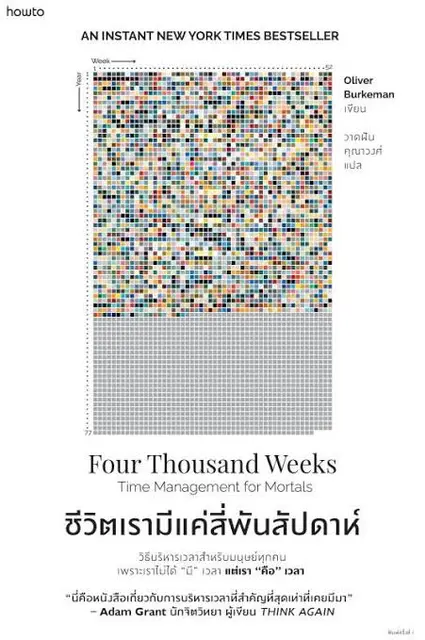 howto
AN INSTANT NEW YORK TIMES BESTSELLER
Week
1 52
Year
1
Oliver
Burkeman
เขียน
วาดฝัน
คุณาวงศ์
แปล
77
Four Thousand Weeks
Time Management for Mortals
ชีวิตเรามีแค่สี่พันสัปดาห์
วิธีบริหารเวลาสำหรับมนุษย์ทุกคน
เพราะเราไม่ได้ "มี" เวลา แต่เรา "คือ" เวลา
"นี่คือหนังสือเกี่ยวกับการบริหารเวลาที่สำคัญที่สุดเท่าที่เคยมีมา"
– Adam Grant นักจิตวิทยา ผู้เขียน THINK AGAIN